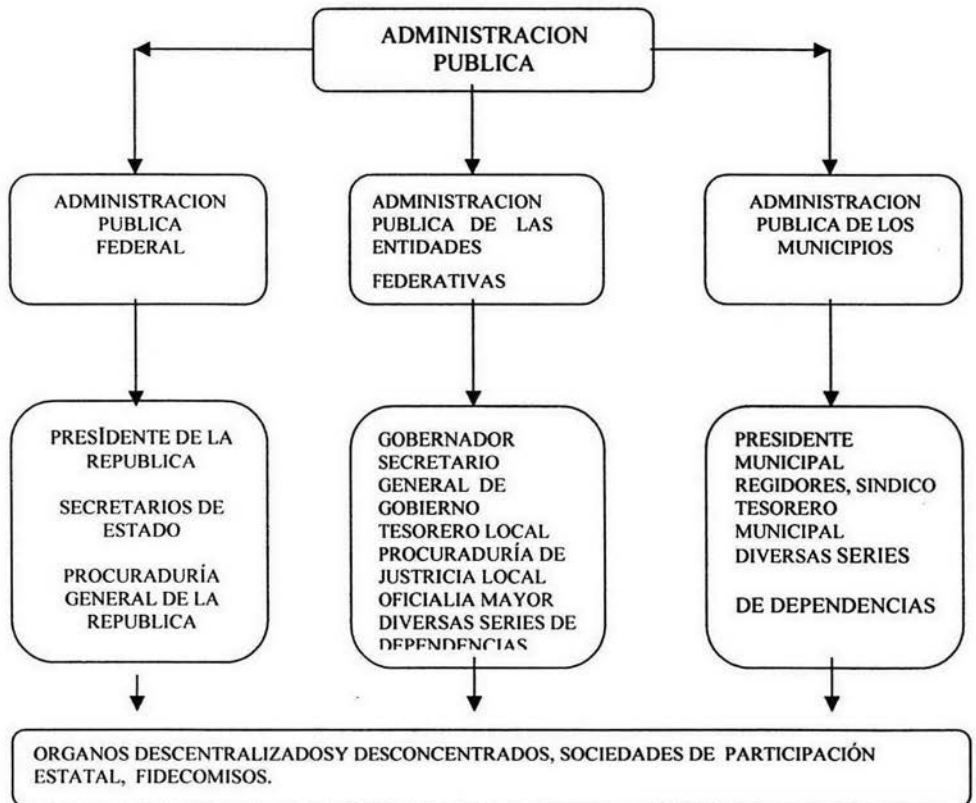 ADMINISTRACION
PUBLICA
ADMINISTRACION
PUBLICA
FEDERAL
ADMINISTRACION
PUBLICA DE LAS
ENTIDADES
FEDERATIVAS
ADMINISTRACION
PUBLICA DE LOS
MUNICIPIOS
PRESIDENTE DE LA
REPUBLICA
SECRETARIOS DE
ESTADO
PROCURADURÍA
GENERAL DE LA
REPUBLICA
GOBERNADOR
SECRETARIO
GENERAL DE
GOBIERNO
TESORERO LOCAL
PROCURADURÍA DE
JUSTRICIA LOCAL
OFICIALIA MAYOR
DIVERSAS SERIES DE
DEPENDENCIAS
PRESIDENTE
MUNICIPAL
REGIDORES, SINDICO
TESORERO
MUNICIPAL
DIVERSAS SERIES
DE DEPENDENCIAS
ORGANOS DESCENTRALIZADOSY DESCONCENTRADOS, SOCIEDADES DE PARTICIPACIÓN
ESTATAL, FIDECOMISOS.